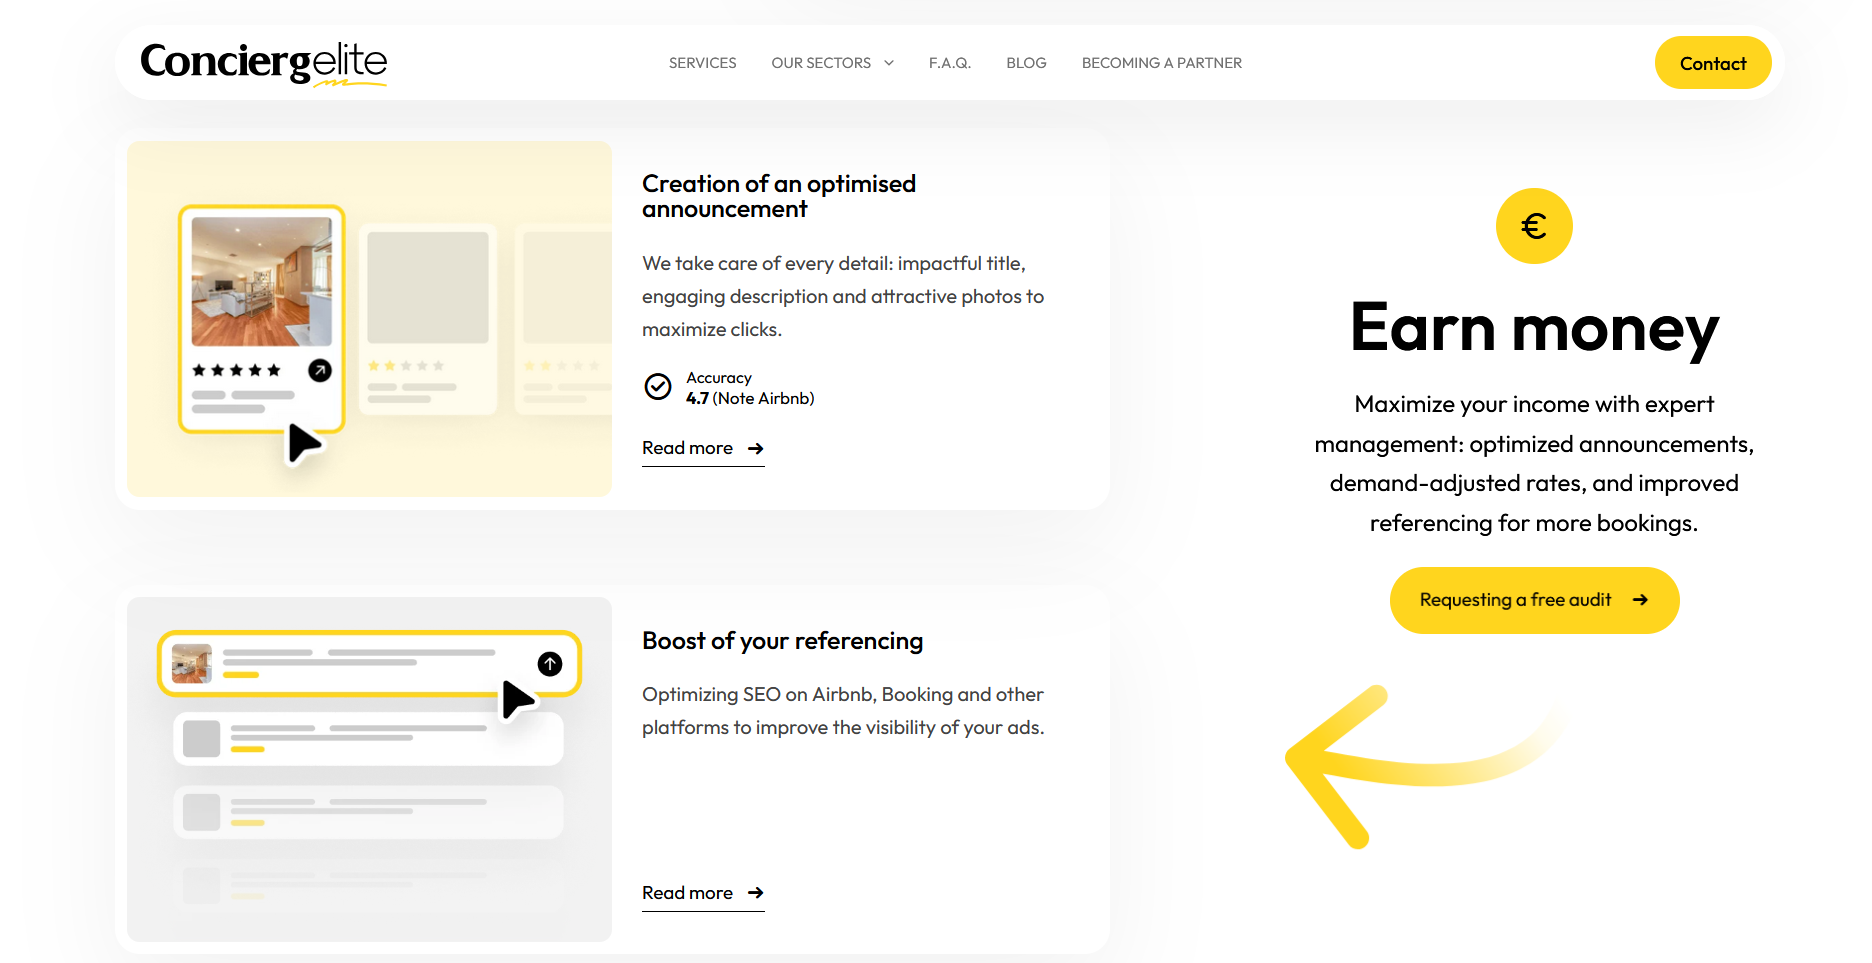 Conciergelite
SERVICES
OUR SECTORS
F.A.Q.
BLOG
BECOMING A PARTNER
Contact
Creation of an optimised
announcement
We take care of every detail: impactful title,
engaging description and attractive photos to
maximize clicks.
Accuracy
4.7 (Note Airbnb)
Read more
Boost of your referencing
Optimizing SEO on Airbnb, Booking and other
platforms to improve the visibility of your ads.
Read more
€
Earn money
Maximize your income with expert
management: optimized announcements,
demand-adjusted rates, and improved
referencing for more bookings.
Requesting a free audit